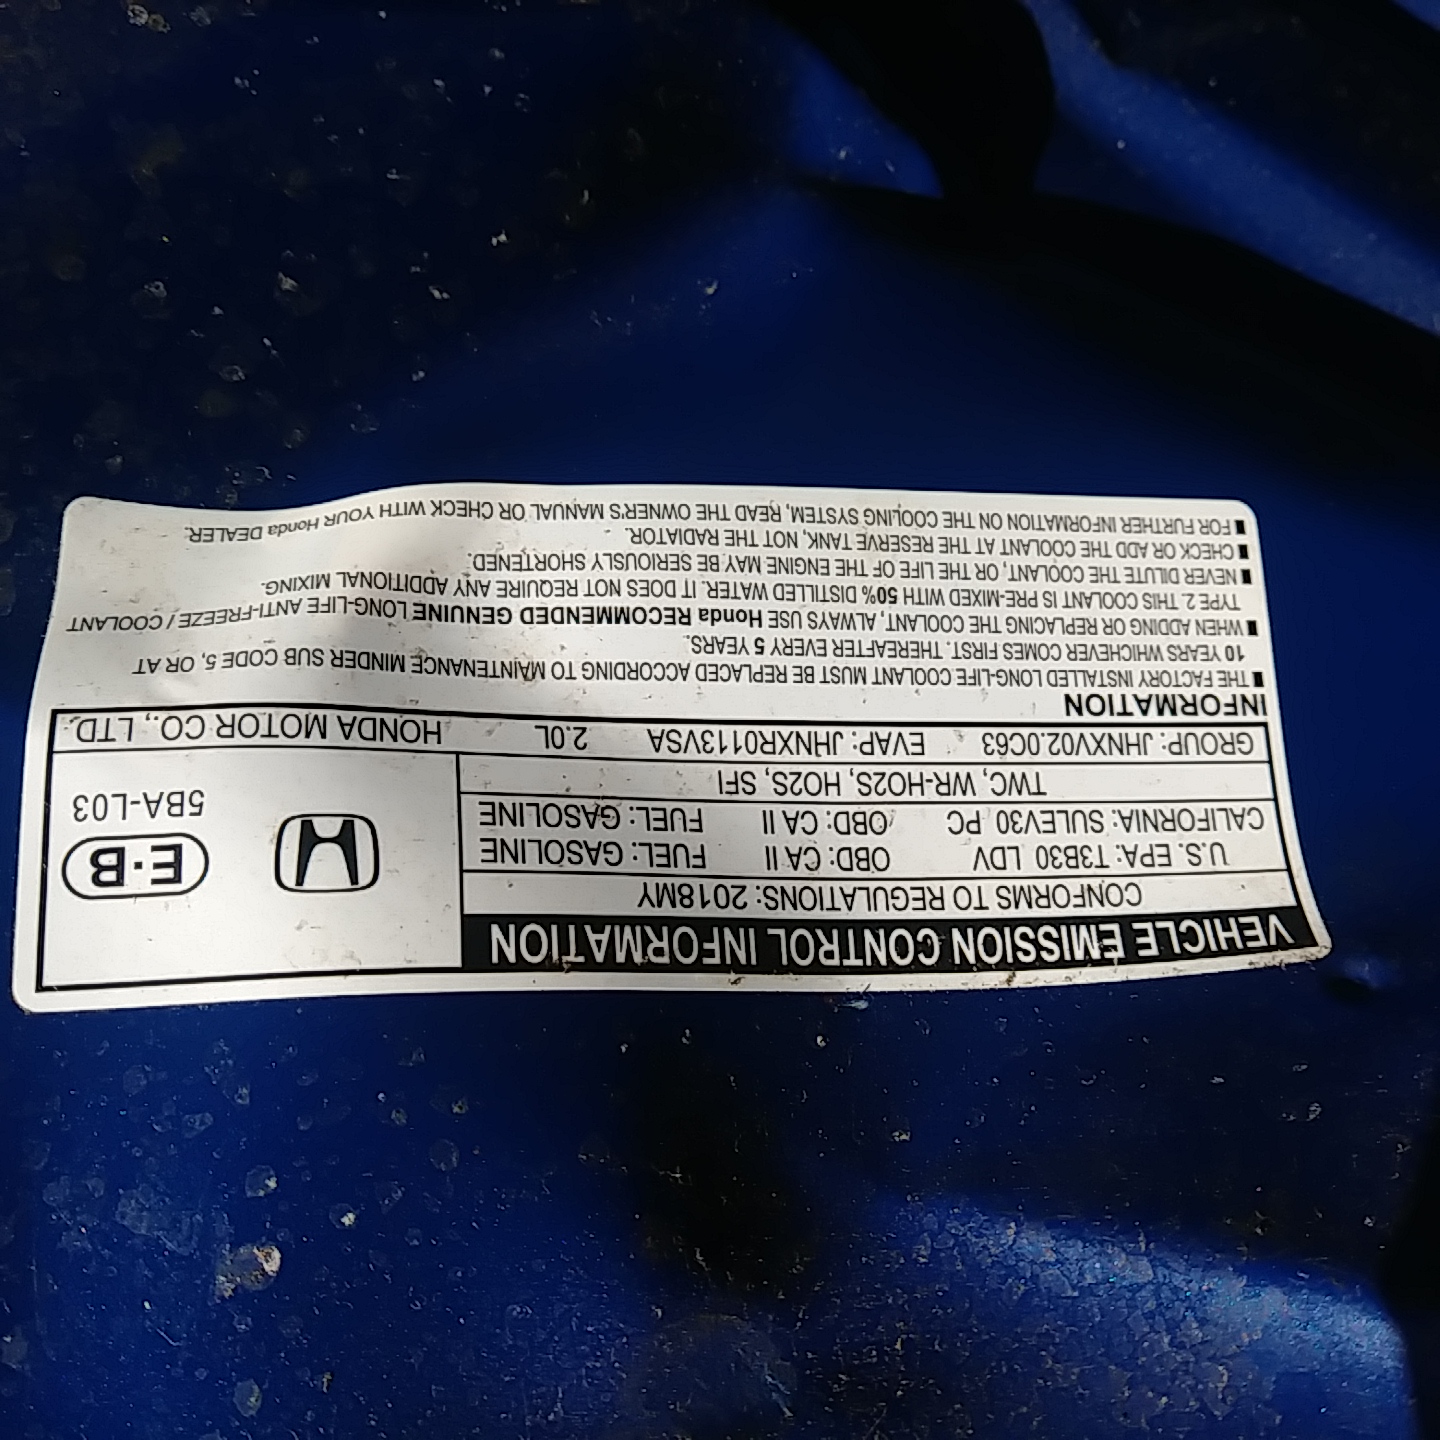 VEHICLE EMISSION CONTROL INFORMATION
CONFORMS TO REGULATIONS: 2018MY
U.S. EPA: T3B30 LDV OBD: CA II FUEL: GASOLINE
CALIFORNIA: SULEV30 PC OBD: CA II FUEL: GASOLINE
TWC, WR-HO2S, HO2S, SFI
E·B
5BA-L03
GROUP: JHNXV02.0C63 EVAP: JHNXR0113VSA 2.0L HONDA MOTOR CO., LTD.
INFORMATION
■ THE FACTORY INSTALLED LONG-LIFE COOLANT MUST BE REPLACED ACCORDING TO MAINTENANCE MINDER SUB CODE 5, OR AT
10 YEARS WHICHEVER COMES FIRST. THEREAFTER EVERY 5 YEARS.
■ WHEN ADDING OR REPLACING THE COOLANT, ALWAYS USE Honda RECOMMENDED GENUINE LONG-LIFE ANTI-FREEZE / COOLANT
TYPE 2. THIS COOLANT IS PRE-MIXED WITH 50% DISTILLED WATER. IT DOES NOT REQUIRE ANY ADDITIONAL MIXING.
■ NEVER DILUTE THE COOLANT, OR THE LIFE OF THE ENGINE MAY BE SERIOUSLY SHORTENED.
■ CHECK OR ADD THE COOLANT AT THE RESERVE TANK, NOT THE RADIATOR.
■ FOR FURTHER INFORMATION ON THE COOLING SYSTEM, READ THE OWNER'S MANUAL OR CHECK WITH YOUR Honda DEALER.